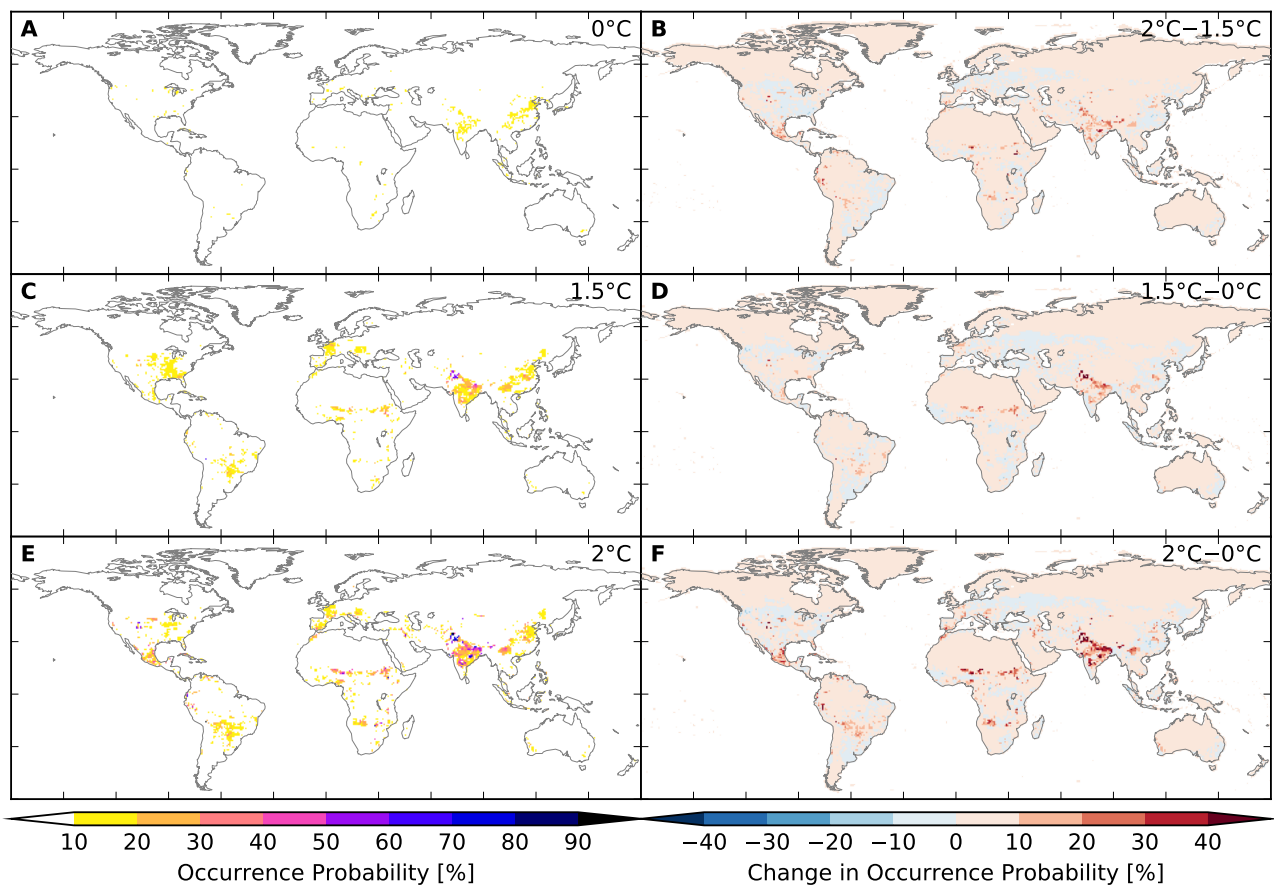 A 0°C
B 2°C−1.5°C
C 1.5°C
D 1.5°C−0°C
E 2°C
F 2°C−0°C
10 20 30 40 50 60 70 80 90
Occurrence Probability [%]
−40 −30 −20 −10 0 10 20 30 40
Change in Occurrence Probability [%]